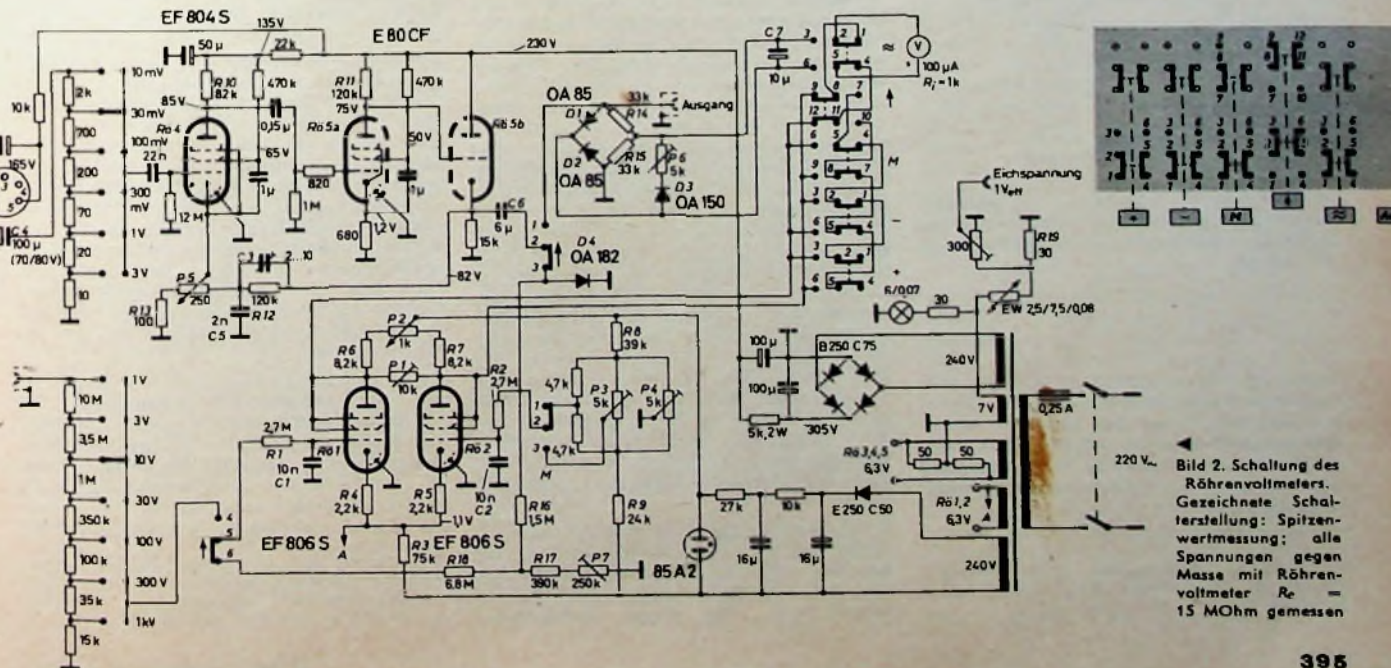 EF 804 S
135 V
E 80 CF
50 µ
22 k
230 V
10 mV
2 k
30 mV
700
100 mV
200
300 mV
70
1 V
20
3 V
10
10 k
165 V
C4
100 µ
(70/80 V)
22 n
12 M
R10
82 k
470 k
85 V
0,15 µ
Rö 4
65 V
1 µ
1 M
820
R11
120 k
75 V
470 k
50 V
Rö 5a
1 µ
1,2 V
680
Rö 5b
15 k
C6
6 µ
82 V
P5
250
R13
100
C3
2...10
120 k
R12
2 n
C5
OA 85
D1
D2
OA 85
33 k
R14
R15
33 k
Ausgang
P6
5 k
D3
OA 150
D4
OA 182
C7
10 µ
100 µA
Ri = 1 k
Eichspannung
1 Veff
300
R19
30
EW 2,5/7,5/0,08
6/0,07
30
1 V
10 M
3 V
3,5 M
10 V
1 M
30 V
350 k
100 V
100 k
300 V
35 k
1 kV
15 k
2,7 M
R1
10 n
C1
P2
1 k
R6
8,2 k
R7
8,2 k
P1
10 k
Rö 1
Rö 2
R2
2,7 M
10 n
C2
R4
2,2 k
R5
2,2 k
1,1 V
EF 806 S
EF 806 S
A
R3
75 k
R18
6,8 M
R16
1,5 M
R17
390 k
P7
250 k
R8
39 k
4,7 k
P3
5 k
P4
5 k
4,7 k
M
R9
24 k
85 A 2
27 k
10 k
E 250 C 50
16 µ
16 µ
100 µ
100 µ
B 250 C 75
305 V
5 k, 2 W
240 V
7 V
Rö 3, 4, 5
6,3 V
50
50
Rö 1, 2
6,3 V
A
240 V
0,25 A
220 V~
Bild 2. Schaltung des
Röhrenvoltmeters.
Gezeichnete Schal-
terstellung: Spitzen-
wertmessung; alle
Spannungen gegen
Masse mit Röhren-
voltmeter Re =
15 MOhm gemessen
395